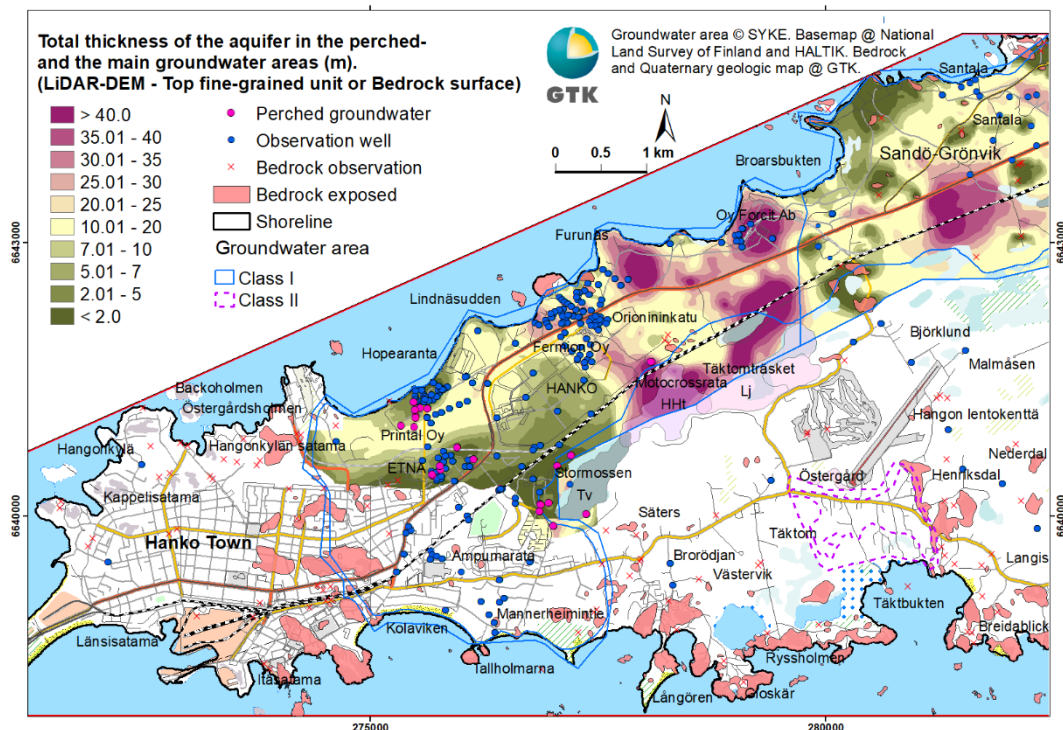 Total thickness of the aquifer in the perched-
and the main groundwater areas (m).
(LiDAR-DEM - Top fine-grained unit or Bedrock surface)
> 40.0
35.01 - 40
30.01 - 35
25.01 - 30
20.01 - 25
10.01 - 20
7.01 - 10
5.01 - 7
2.01 - 5
< 2.0
Perched groundwater
Observation well
Bedrock observation
Bedrock exposed
Shoreline
Groundwater area
Class I
Class II
GTK
Groundwater area © SYKE. Basemap @ National
Land Survey of Finland and HALTIK. Bedrock
and Quaternary geologic map @ GTK.
N
0 0.5 1 km
Santala
Santala
Sandö-Grönvik
Broarsbukten
Oy Forcit Ab
Furunäs
6643000
6643000
Lindnäsudden
Orionininkatu
Fermion Oy
Hopearanta
Björklund
Malmåsen
Täktomträsket
Motocrossrata
HANKO
Lj
HHt
Backoholmen
Östergårdsholmen
Hangon lentokenttä
Printal Oy
Hangonkylän satama
Hangonkylä
Nederdal
ETNA
Stormossen
Östergård
Henriksdal
Kappelisatama
Tv
Säters
6640000
6640000
Täktom
Hanko Town
Ampumarata
Brorödjan
Västervik
Langis
Täktbukten
Mannerheimintie
Länsisatama
Kolaviken
Breidablick
Tallholmarna
Ryssholmen
Itäsatama
Långören
Gloskär
275000
280000